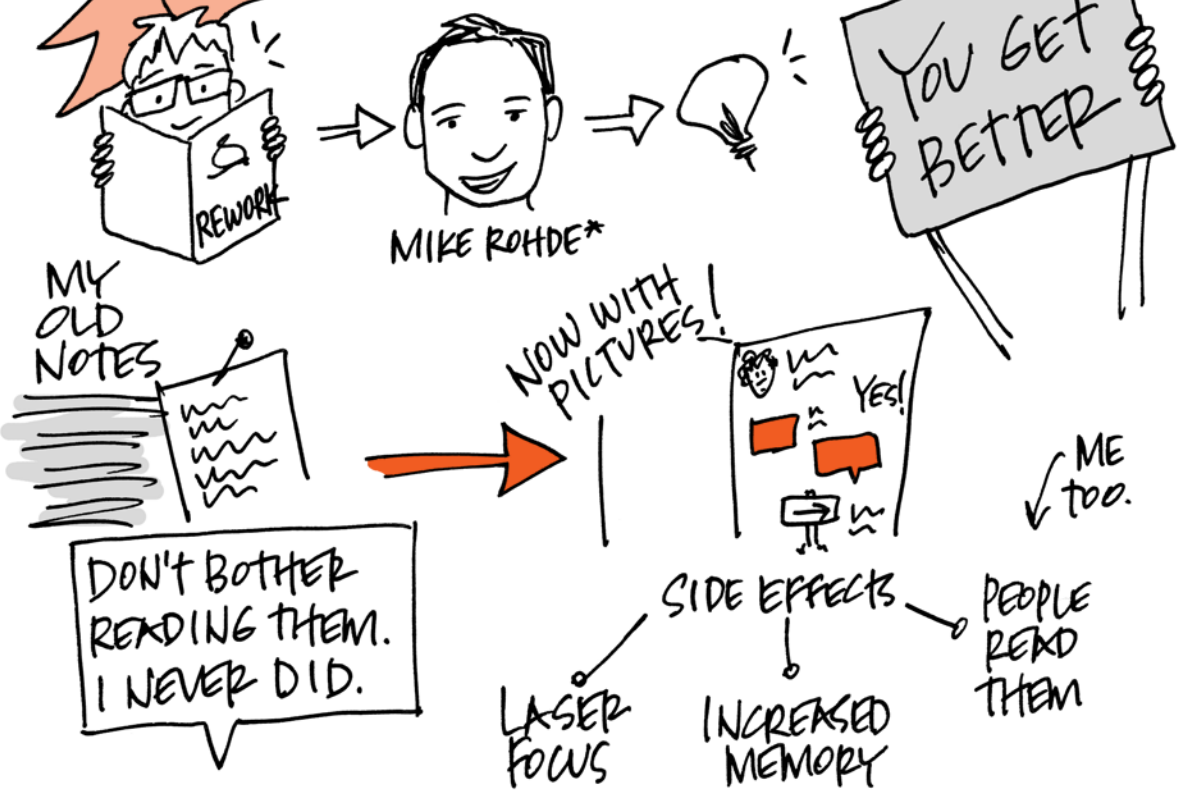 REWORK
MIKE ROHDE*
YOU GET
BETTER
MY
OLD
NOTES
NOW WITH
PICTURES!
YES!
ME
TOO.
DON'T BOTHER
READING THEM.
I NEVER DID.
SIDE EFFECTS
LASER
FOCUS
INCREASED
MEMORY
PEOPLE
READ
THEM